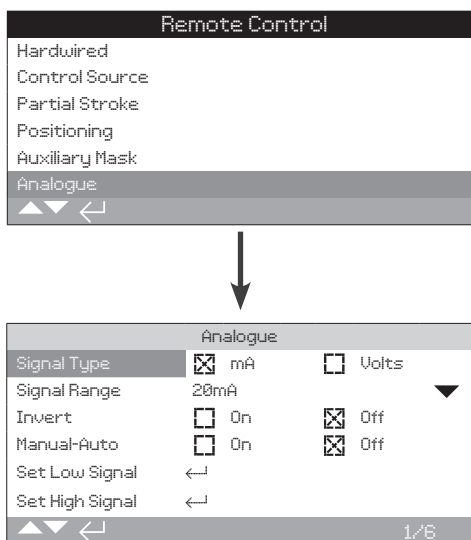 Remote Control
Hardwired
Control Source
Partial Stroke
Positioning
Auxiliary Mask
Analogue
Analogue
Signal Type mA Volts
Signal Range 20mA
Invert On Off
Manual-Auto On Off
Set Low Signal
Set High Signal
1/6